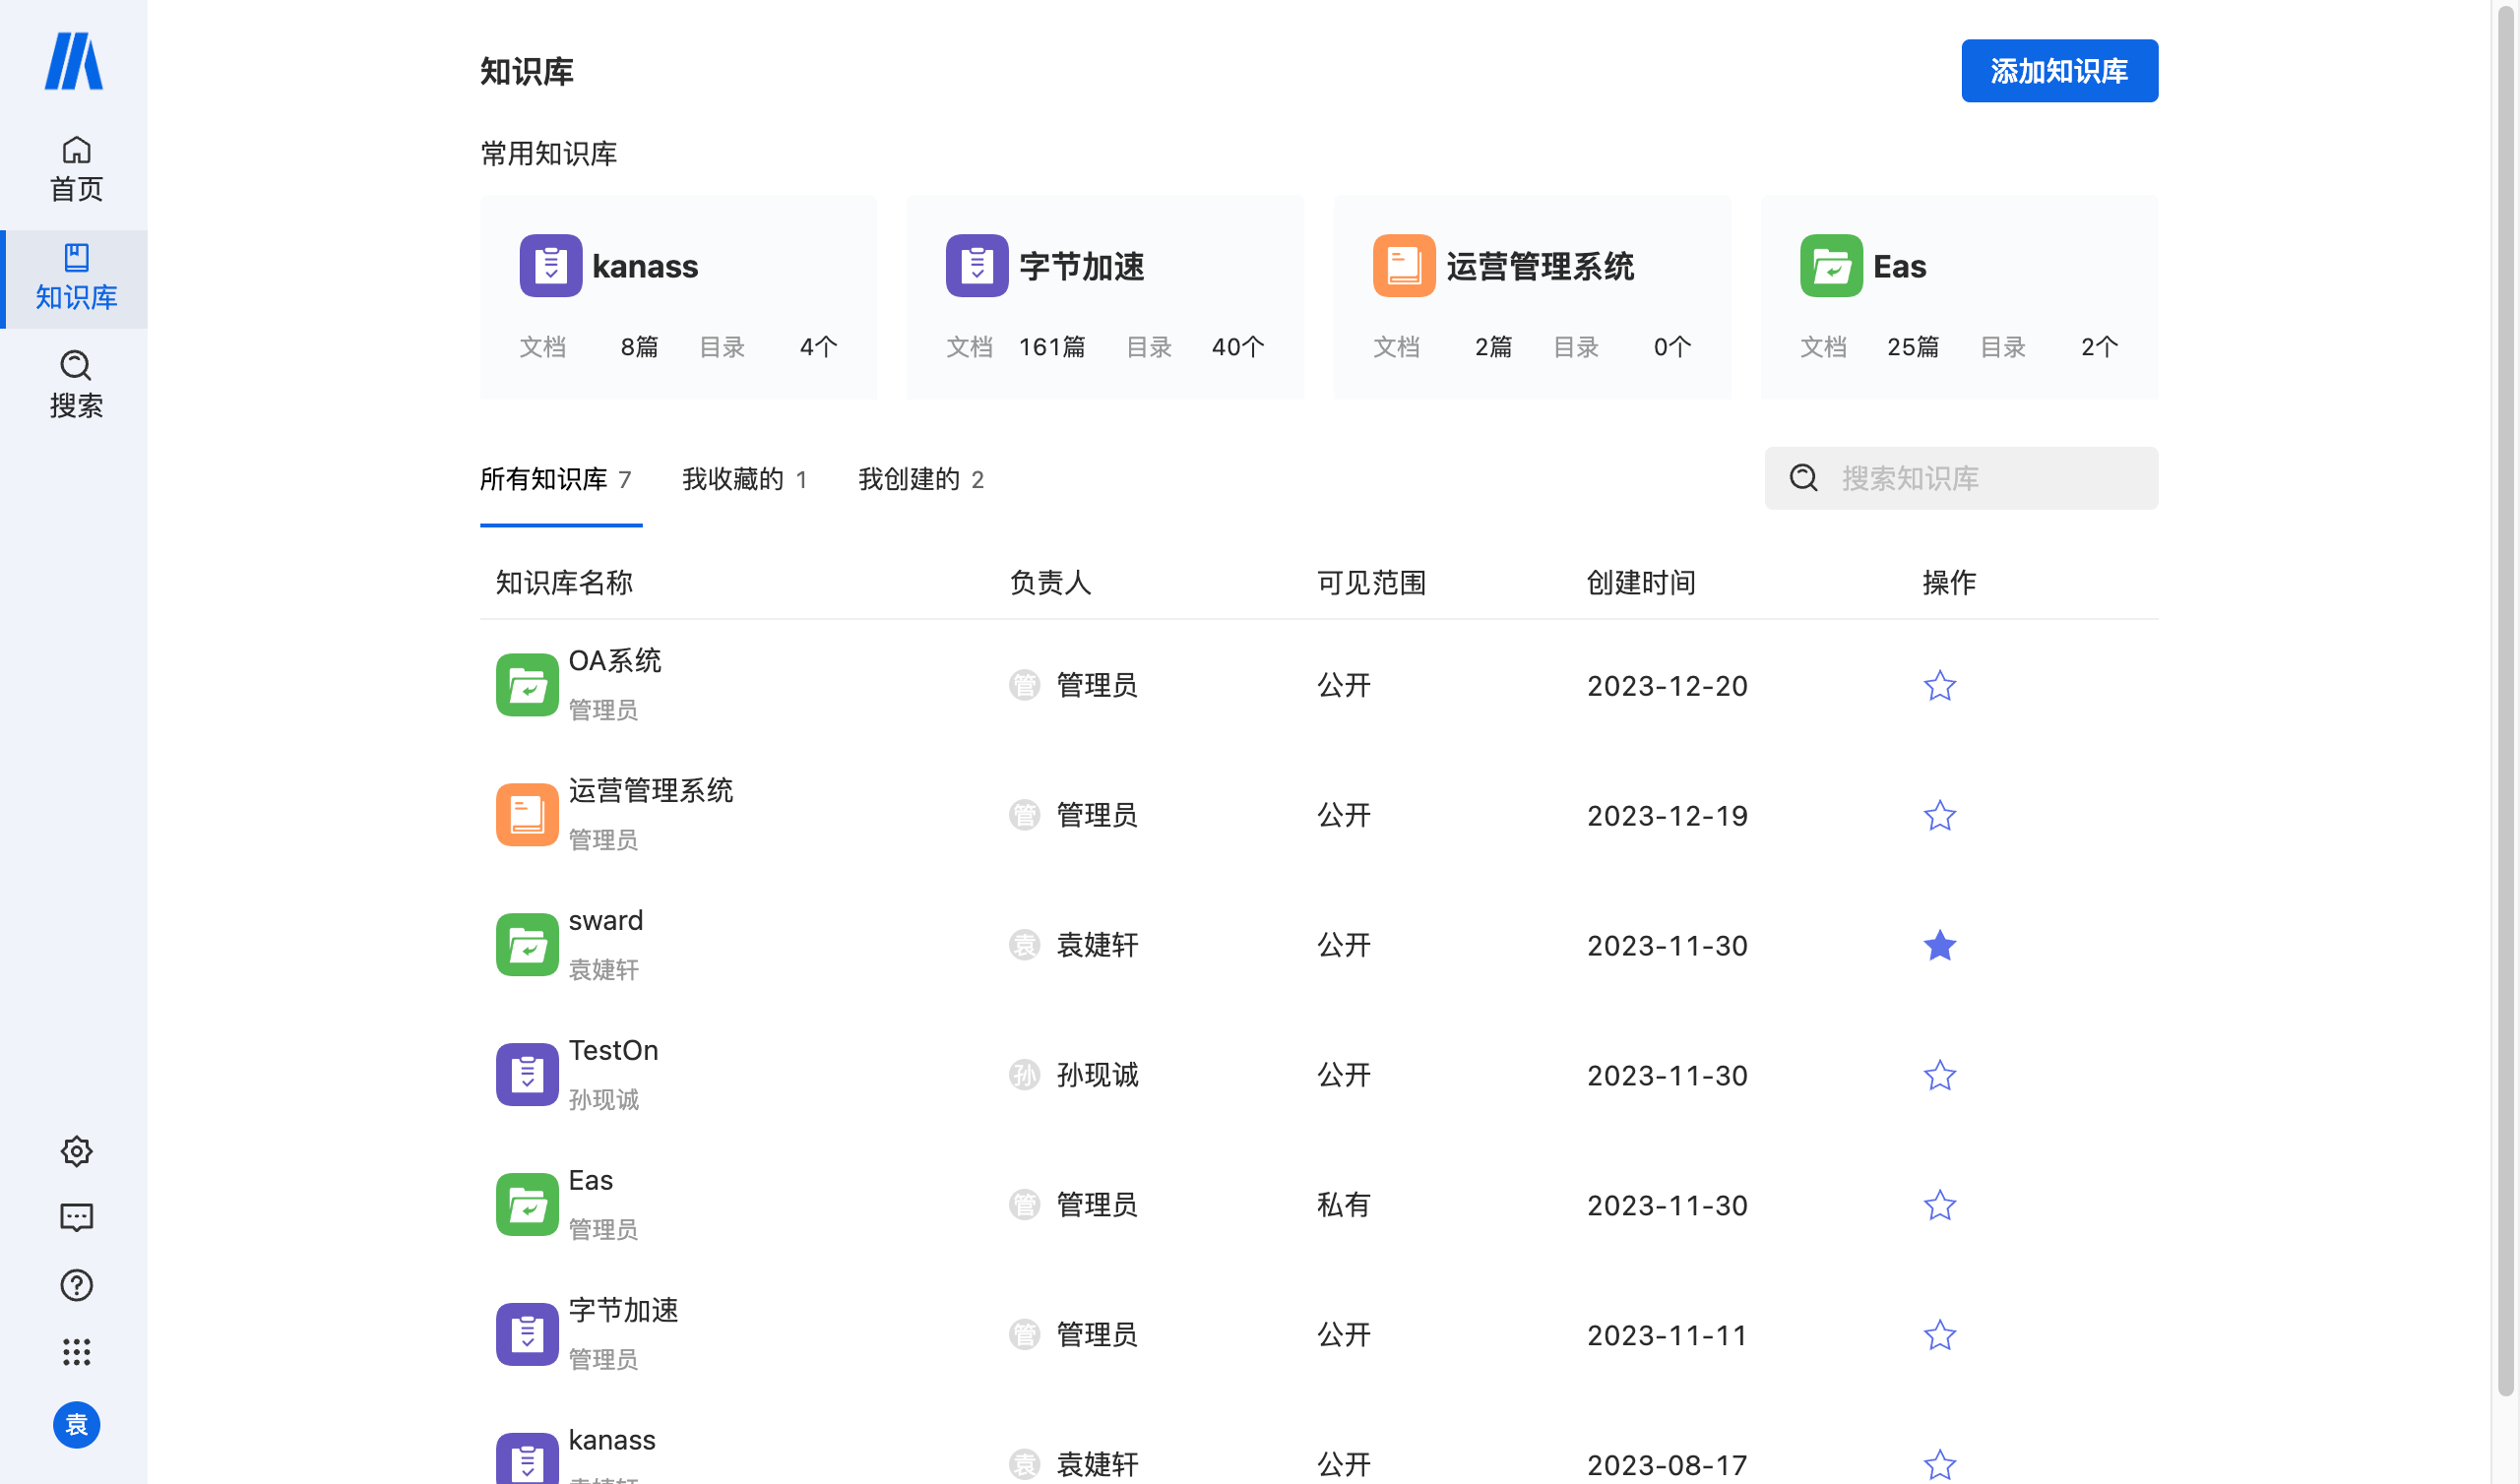 首页
知识库
搜索
袁
知识库
添加知识库
常用知识库
kanass
文档 8篇 目录 4个
字节加速
文档 161篇 目录 40个
运营管理系统
文档 2篇 目录 0个
Eas
文档 25篇 目录 2个
所有知识库 7 我收藏的 1 我创建的 2
搜索知识库
知识库名称 负责人 可见范围 创建时间 操作
OA系统
管理员
管 管理员 公开 2023-12-20
运营管理系统
管理员
管 管理员 公开 2023-12-19
sward
袁婕轩
袁 袁婕轩 公开 2023-11-30
TestOn
孙现诚
孙 孙现诚 公开 2023-11-30
Eas
管理员
管 管理员 私有 2023-11-30
字节加速
管理员
管 管理员 公开 2023-11-11
kanass
袁 袁婕轩 公开 2023-08-17